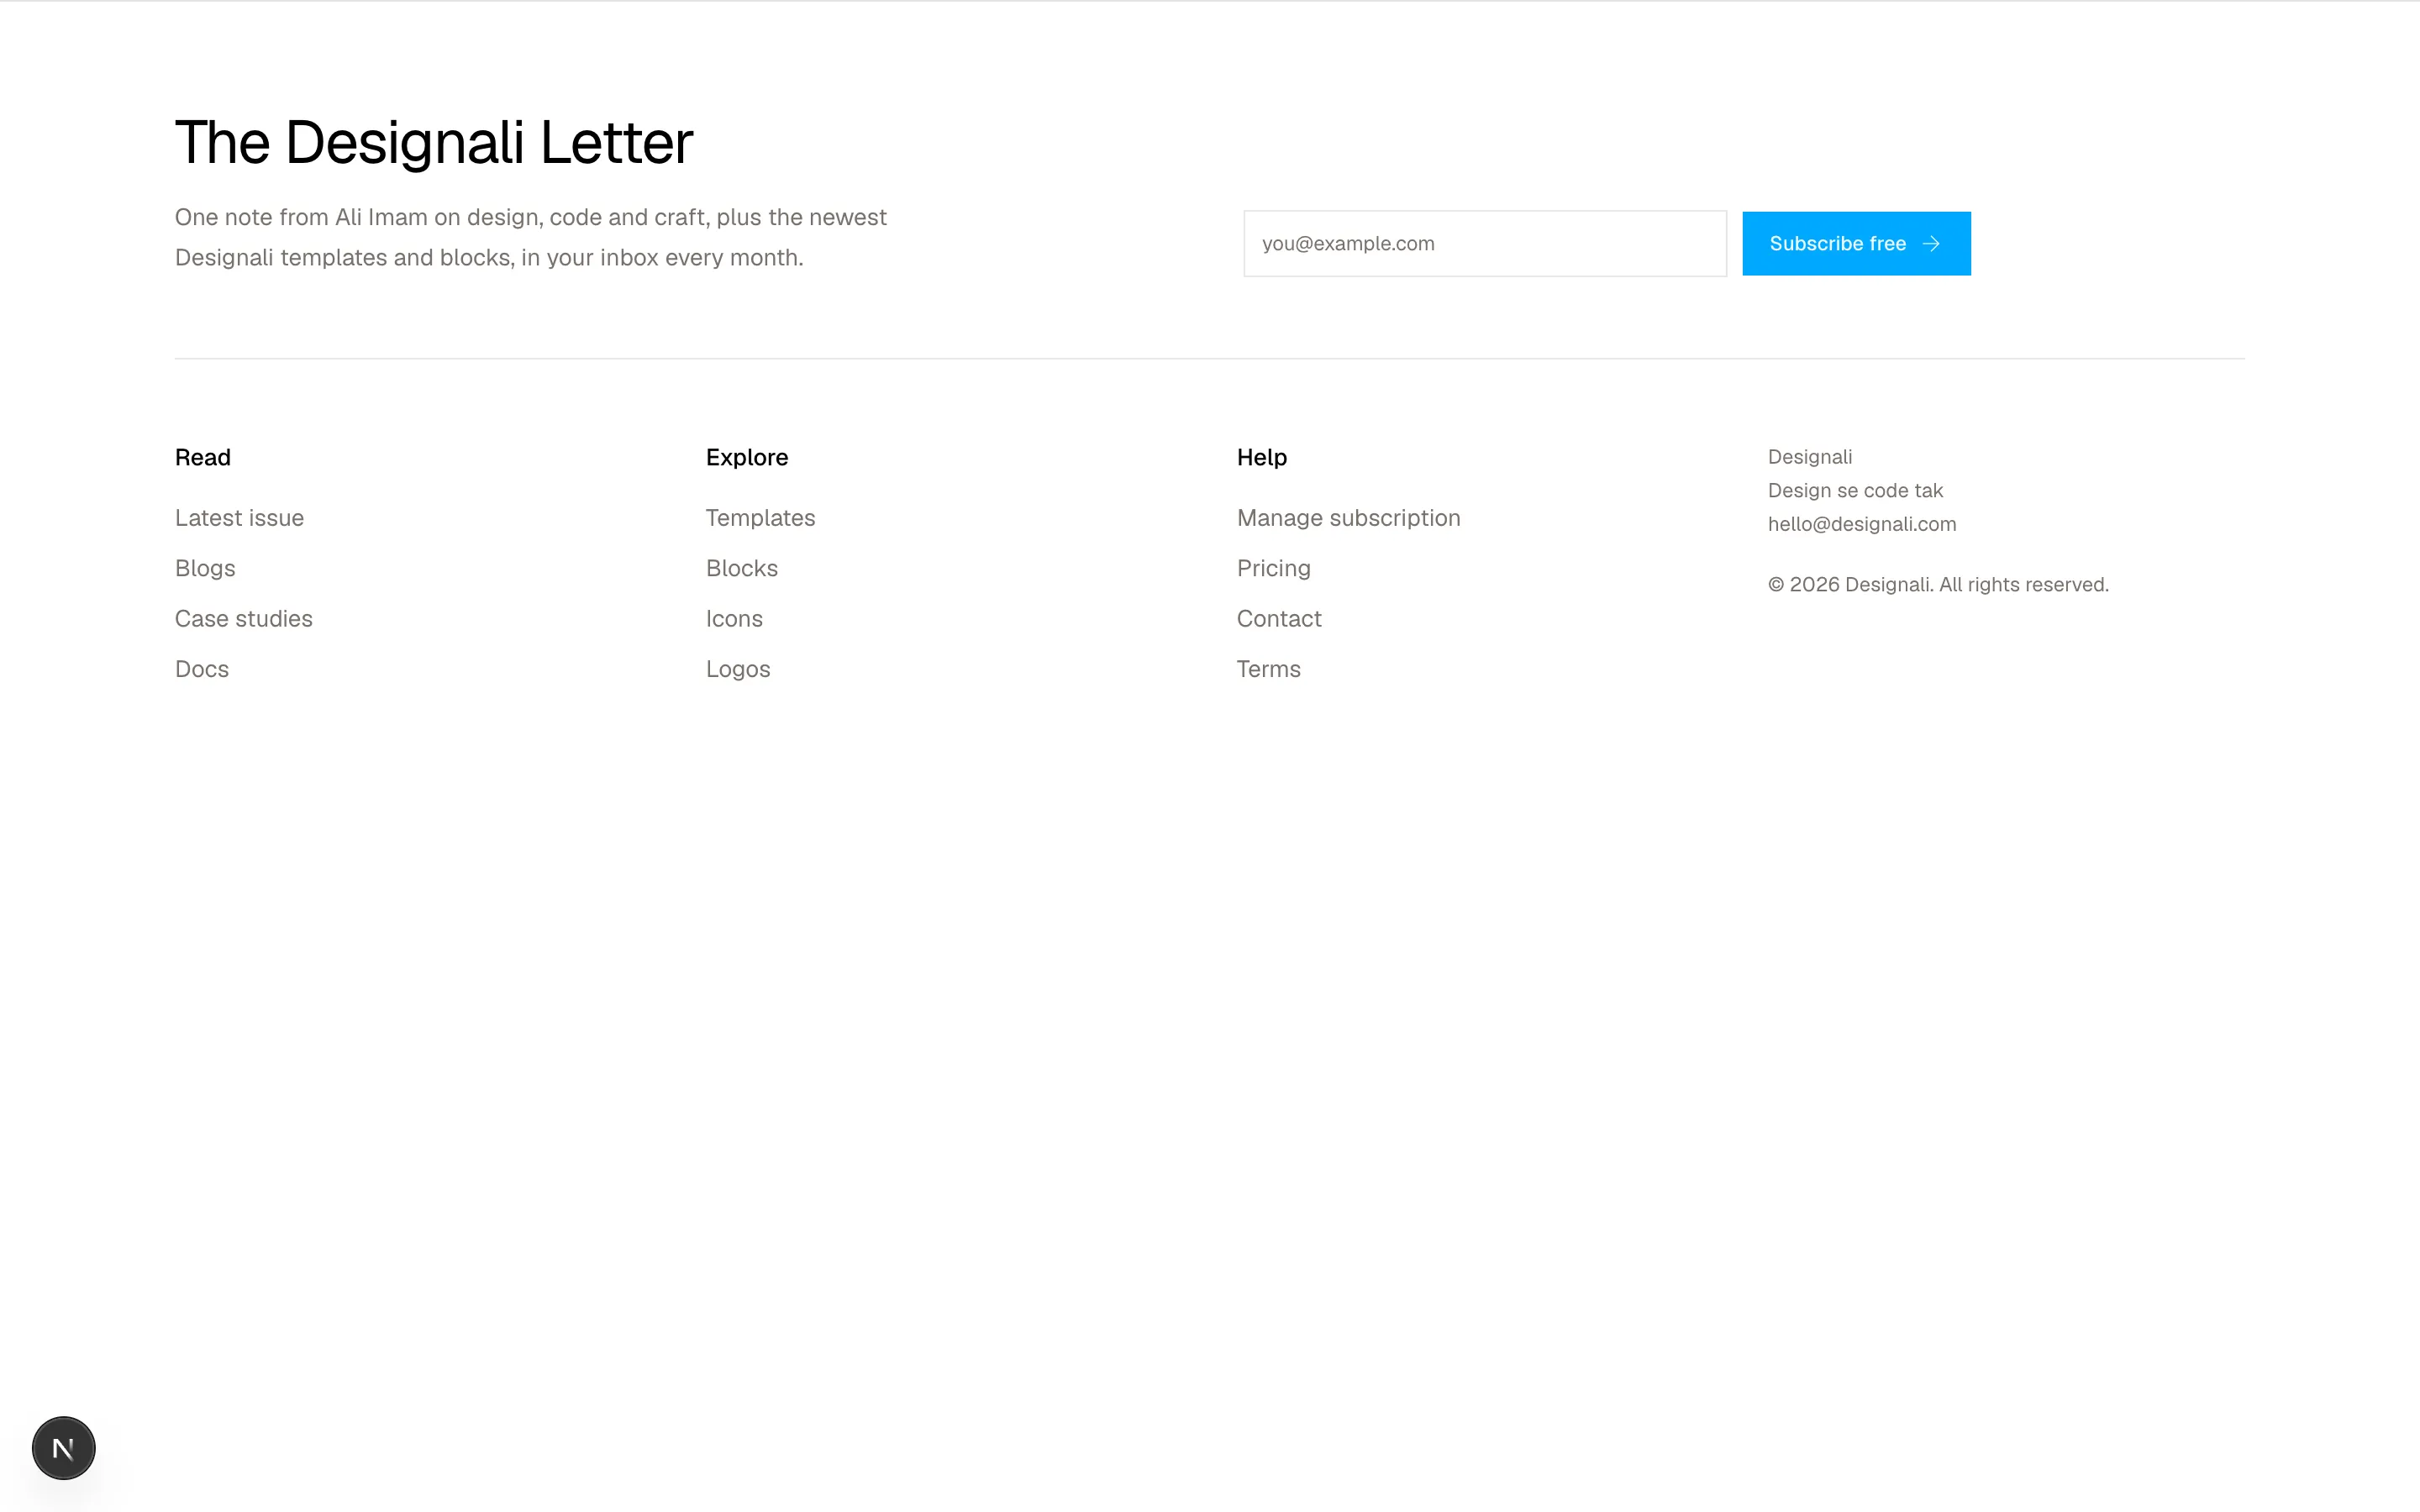 The Designali Letter
One note from Ali Imam on design, code and craft, plus the newest
Designali templates and blocks, in your inbox every month.
you@example.com
Subscribe free →
Read
Latest issue
Blogs
Case studies
Docs
Explore
Templates
Blocks
Icons
Logos
Help
Manage subscription
Pricing
Contact
Terms
Designali
Design se code tak
hello@designali.com
© 2026 Designali. All rights reserved.
N